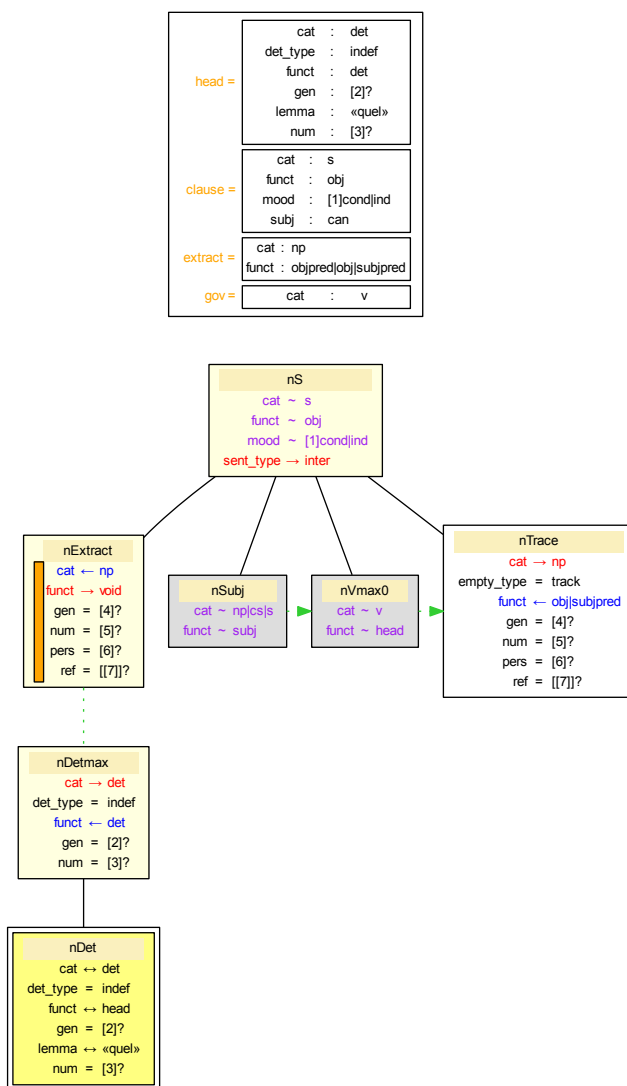 head =
cat : det
det_type : indef
funct : det
gen : [2]?
lemma : «quel»
num : [3]?
clause =
cat : s
funct : obj
mood : [1]cond|ind
subj : can
extract =
cat : np
funct : objpred|obj|subjpred
gov =
cat : v
nS
cat ~ s
funct ~ obj
mood ~ [1]cond|ind
sent_type → inter
nExtract
cat ← np
funct → void
gen = [4]?
num = [5]?
pers = [6]?
ref = [[7]]?
nSubj
cat ~ np|cs|s
funct ~ subj
nVmax0
cat ~ v
funct ~ head
nTrace
cat → np
empty_type = track
funct ← obj|subjpred
gen = [4]?
num = [5]?
pers = [6]?
ref = [[7]]?
nDetmax
cat → det
det_type = indef
funct ← det
gen = [2]?
num = [3]?
nDet
cat ↔ det
det_type = indef
funct ↔ head
gen = [2]?
lemma ↔ «quel»
num = [3]?